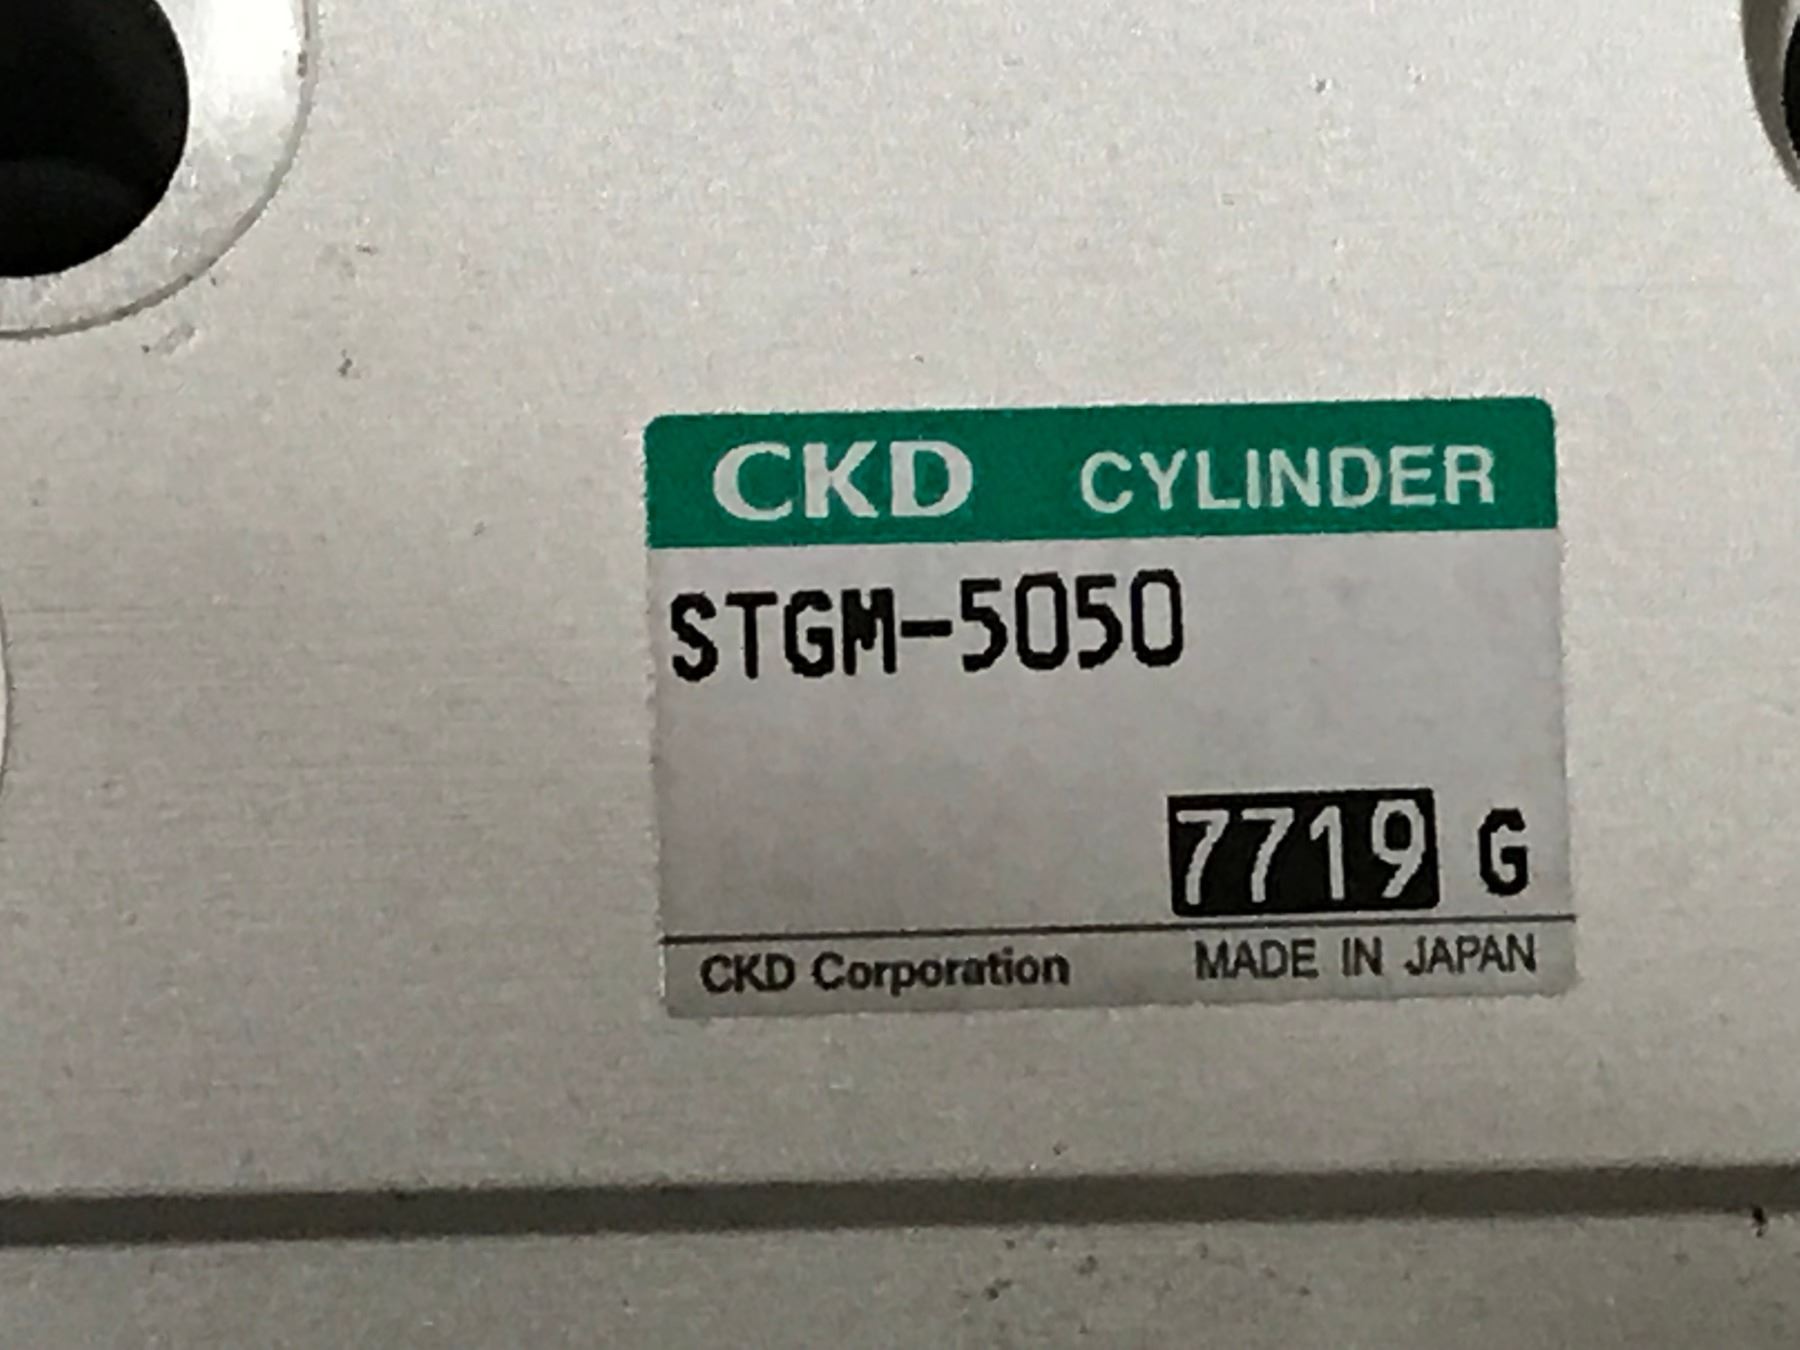 CKD CYLINDER
STGM-5050
7719 G
CKD Corporation MADE IN JAPAN